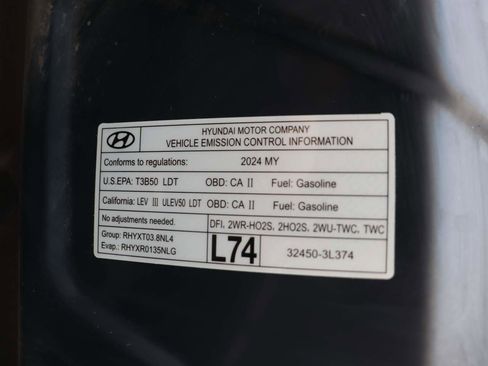 HYUNDAI MOTOR COMPANY
VEHICLE EMISSION CONTROL INFORMATION
Conforms to regulations: 2024 MY
U.S.EPA: T3B50 LDT OBD: CA II Fuel: Gasoline
California: LEV III ULEV50 LDT OBD: CA II Fuel: Gasoline
No adjustments needed. DFI, 2WR-HO2S, 2HO2S, 2WU-TWC, TWC
Group: RHYXT03.8NL4
Evap.: RHYXR0135NLG
L74 32450-3L374